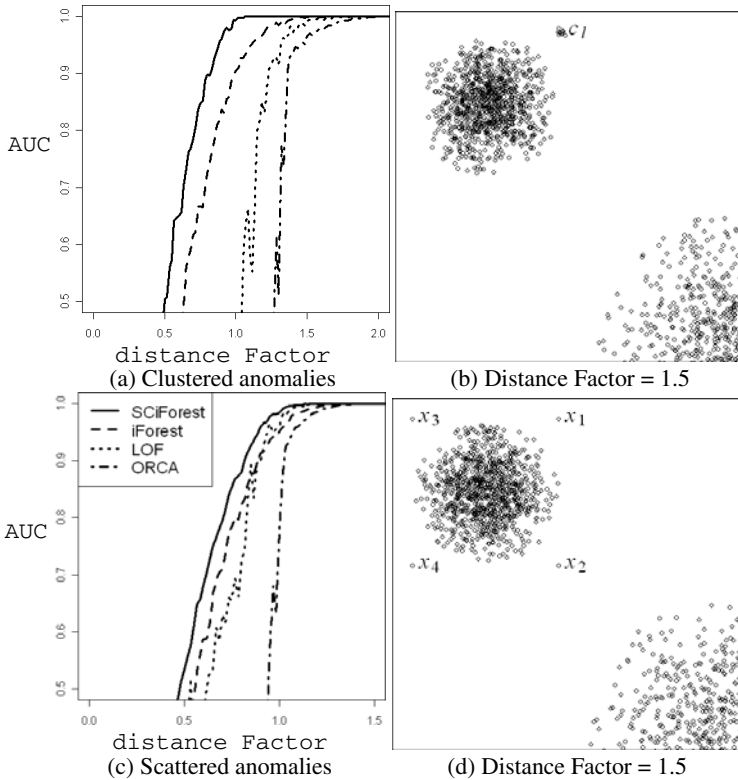 1.0
0.9
0.8
0.7
0.6
0.5
AUC
0.0 0.5 1.0 1.5 2.0
distance Factor
(a) Clustered anomalies
c1
(b) Distance Factor = 1.5
SCiForest
iForest
LOF
ORCA
1.0
0.9
0.8
0.7
0.6
0.5
AUC
0.0 0.5 1.0 1.5
distance Factor
(c) Scattered anomalies
x3 x1
x4 x2
(d) Distance Factor = 1.5